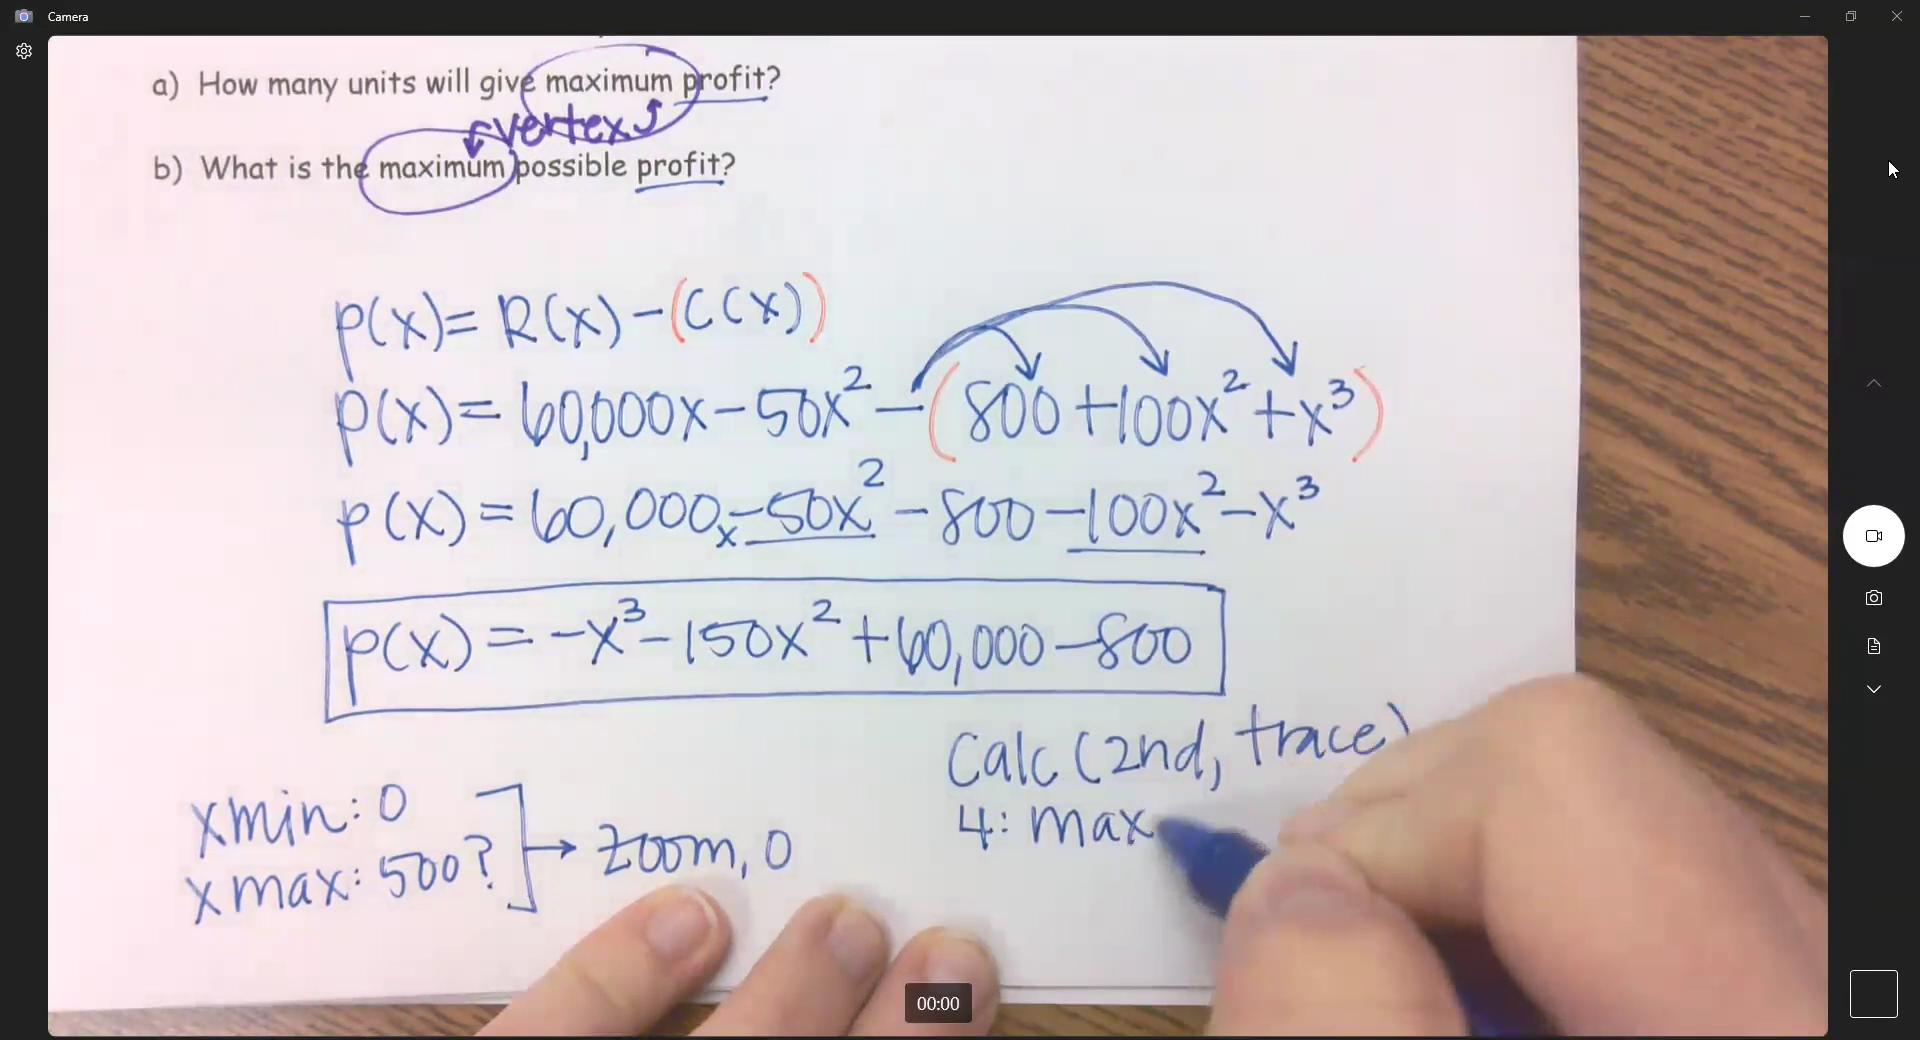 Camera
a) How many units will give maximum profit?
vertex
b) What is the maximum possible profit?
p(x) = R(x) - (C(x))
p(x) = 60,000x - 50x² - (800 + 100x² + x³)
p(x) = 60,000x - 50x² - 800 - 100x² - x³
p(x) = -x³ - 150x² + 60,000 - 800
Calc (2nd, trace)
4: max
xmin: 0
xmax: 500?
→ zoom, 0
00:00